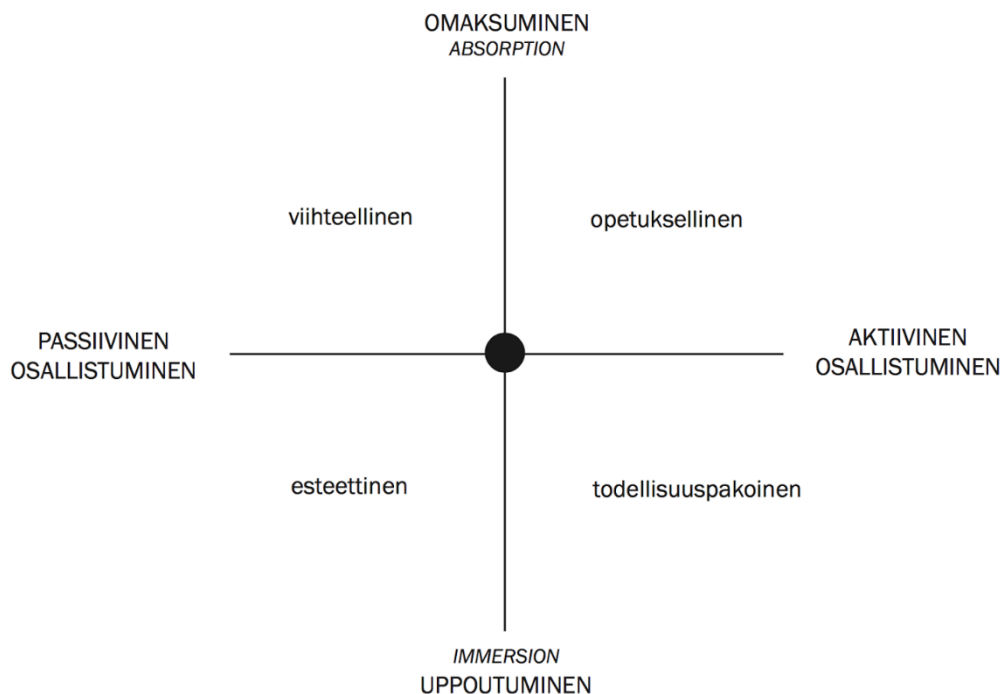 OMAKSUMINEN
ABSORPTION
viihteellinen
opetuksellinen
PASSIIVINEN
OSALLISTUMINEN
AKTIIVINEN
OSALLISTUMINEN
esteettinen
todellisuuspakoinen
IMMERSION
UPPOUTUMINEN